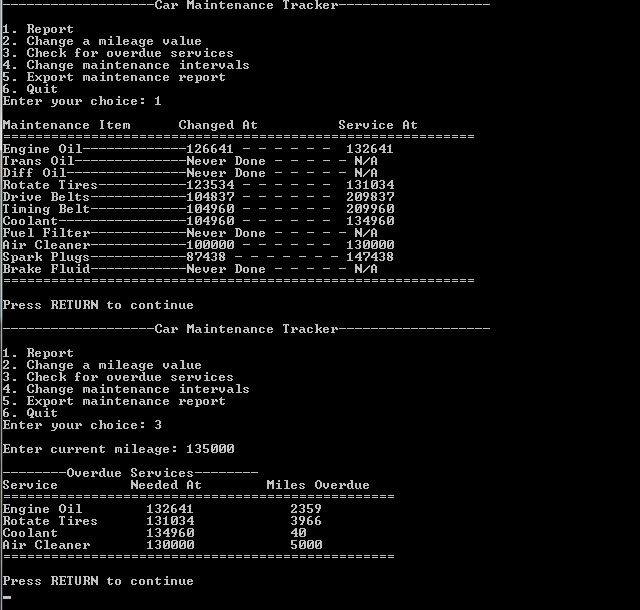 -------------------Car Maintenance Tracker-------------------
1. Report
2. Change a mileage value
3. Check for overdue services
4. Change maintenance intervals
5. Export maintenance report
6. Quit
Enter your choice: 1
Maintenance Item      Changed At          Service At
===========================================================
Engine Oil-------------126641 - - - - - -  132641
Trans Oil--------------Never Done - - - - - N/A
Diff Oil---------------Never Done - - - - - N/A
Rotate Tires-----------123534 - - - - - -  131034
Drive Belts------------104837 - - - - - -  209837
Timing Belt------------104960 - - - - - -  209960
Coolant----------------104960 - - - - - -  134960
Fuel Filter------------Never Done - - - - - N/A
Air Cleaner------------100000 - - - - - -  130000
Spark Plugs------------87438 - - - - - - - 147438
Brake Fluid------------Never Done - - - - - N/A
===========================================================
Press RETURN to continue
-------------------Car Maintenance Tracker-------------------
1. Report
2. Change a mileage value
3. Check for overdue services
4. Change maintenance intervals
5. Export maintenance report
6. Quit
Enter your choice: 3
Enter current mileage: 135000
--------Overdue Services--------
Service         Needed At        Miles Overdue
=================================================
Engine Oil        132641            2359
Rotate Tires      131034            3966
Coolant           134960            40
Air Cleaner       130000            5000
=================================================
Press RETURN to continue